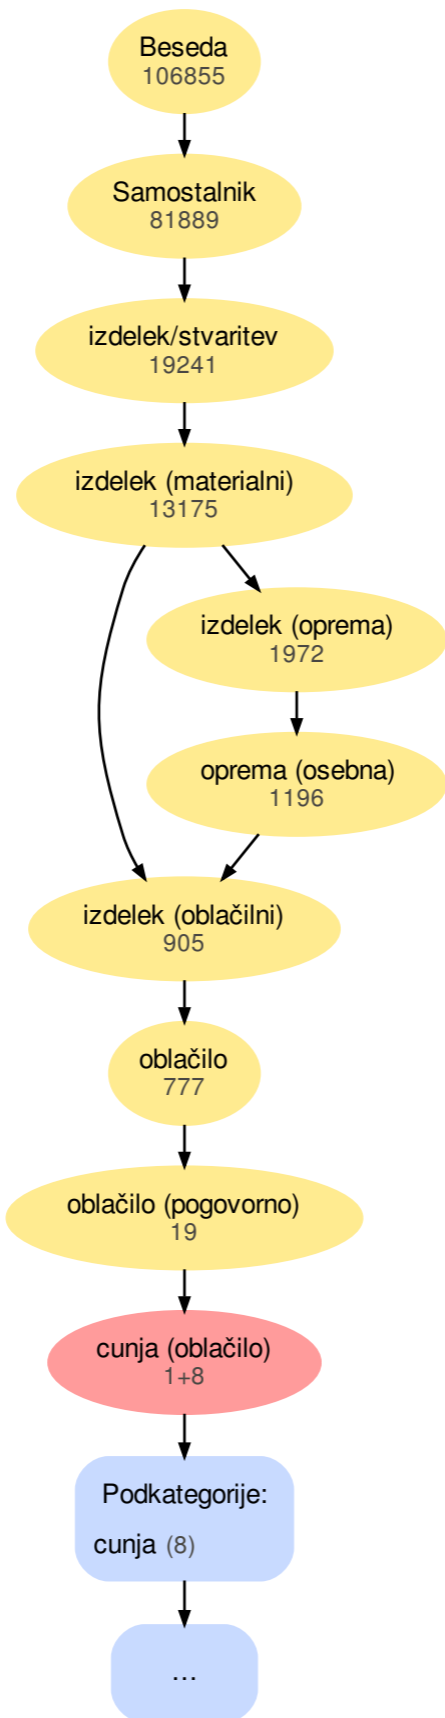 Beseda
106855
Samostalnik
81889
izdelek/stvaritev
19241
izdelek (materialni)
13175
izdelek (oprema)
1972
oprema (osebna)
1196
izdelek (oblačilni)
905
oblačilo
777
oblačilo (pogovorno)
19
cunja (oblačilo)
1+8
Podkategorije:
cunja (8)
...